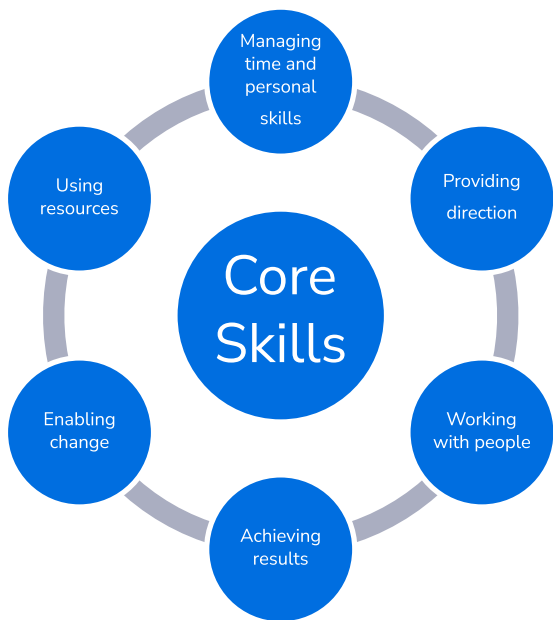 Managing
time and
personal
skills
Providing
direction
Working
with people
Achieving
results
Enabling
change
Using
resources
Core
Skills